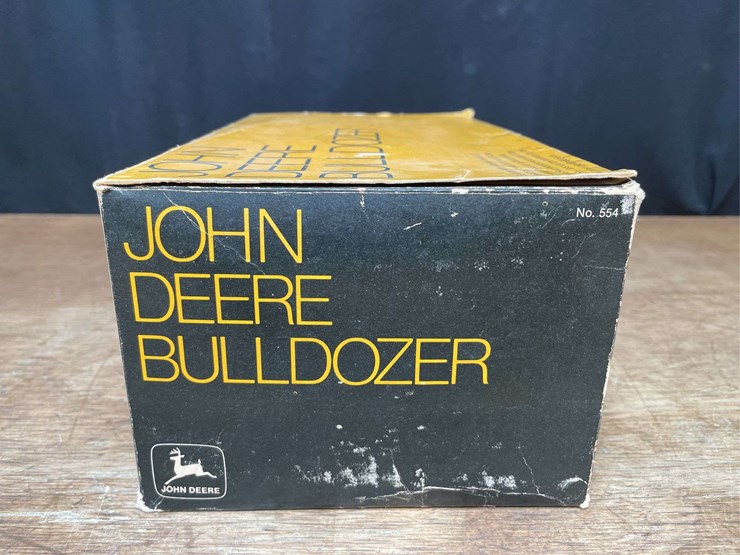 JOHN
DEERE
BULLDOZER
JOHN
DEERE
BULLDOZER
No. 554
JOHN DEERE